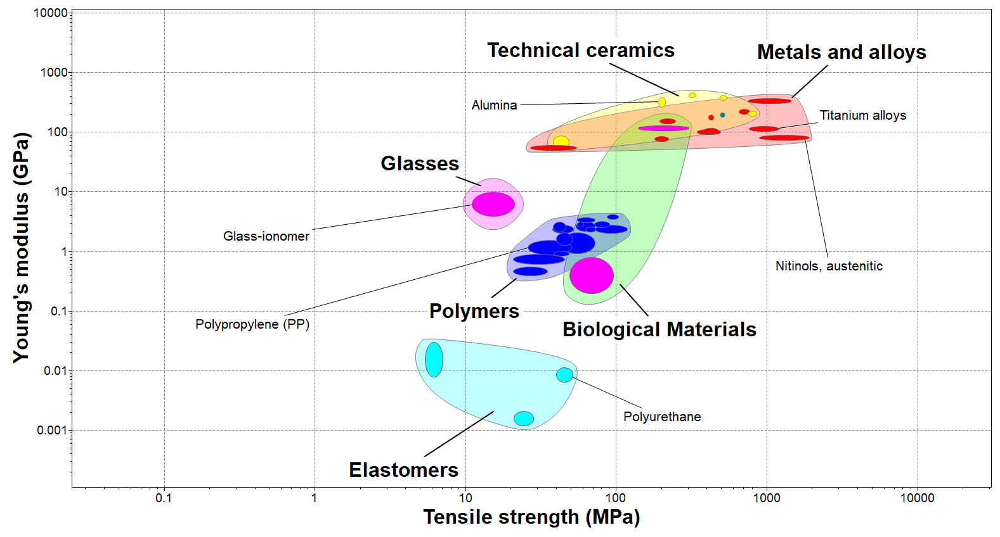 10000
1000
100
10
1
0.1
0.01
0.001
Young's modulus (GPa)
Technical ceramics
Metals and alloys
Alumina
Titanium alloys
Glasses
Glass-ionomer
Nitinols, austenitic
Polymers
Polypropylene (PP)
Biological Materials
Polyurethane
Elastomers
0.1
1
10
100
1000
10000
Tensile strength (MPa)